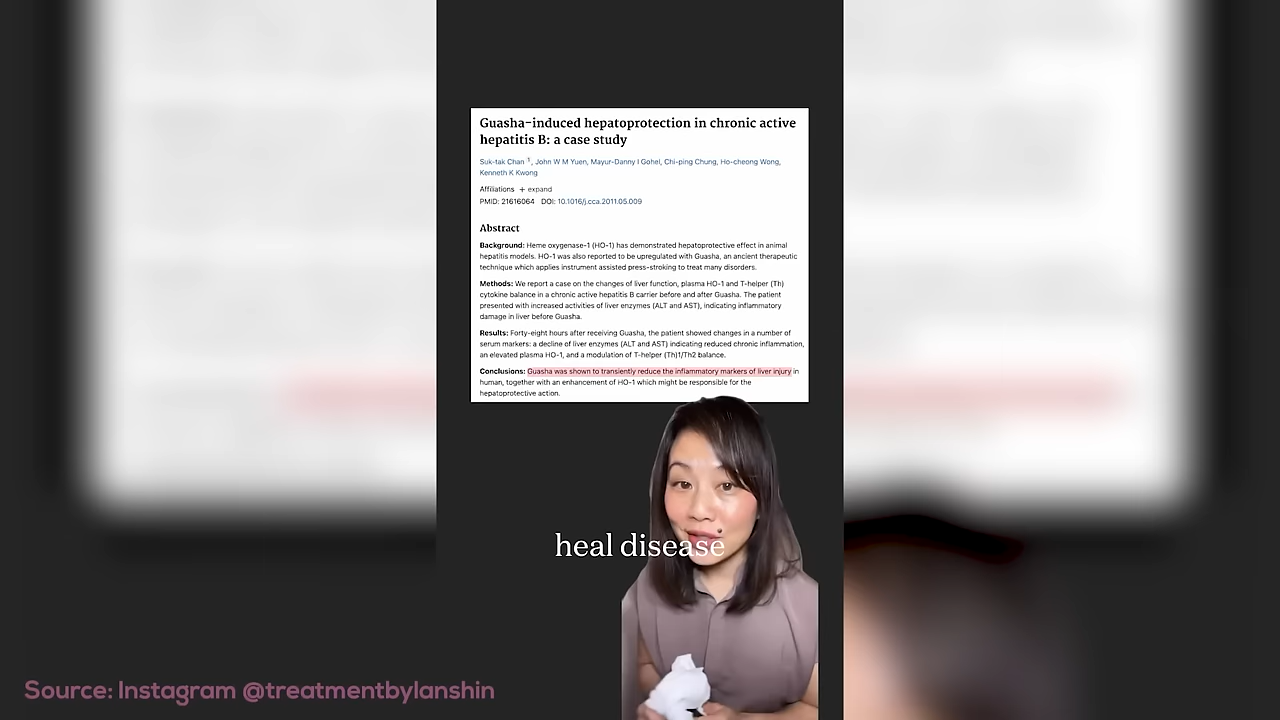 Guasha-induced hepatoprotection in chronic active
hepatitis B: a case study
Suk-tak Chan 1, John W M Yuen, Mayur-Danny I Gohel, Chi-ping Chung, Ho-cheong Wong,
Kenneth K Kwong
Affiliations + expand
PMID: 21616064 DOI: 10.1016/j.cca.2011.05.009
Abstract
Background: Heme oxygenase-1 (HO-1) has demonstrated hepatoprotective effect in animal
hepatitis models. HO-1 was also reported to be upregulated with Guasha, an ancient therapeutic
technique which applies instrument assisted press-stroking to treat many disorders.
Methods: We report a case on the changes of liver function, plasma HO-1 and T-helper (Th)
cytokine balance in a chronic active hepatitis B carrier before and after Guasha. The patient
presented with increased activities of liver enzymes (ALT and AST), indicating inflammatory
damage in liver before Guasha.
Results: Forty-eight hours after receiving Guasha, the patient showed changes in a number of
serum markers: a decline of liver enzymes (ALT and AST) indicating reduced chronic inflammation,
an elevated plasma HO-1, and a modulation of T-helper (Th)1/Th2 balance.
Conclusions: Guasha was shown to transiently reduce the inflammatory markers of liver injury in
human, together with an enhancement of HO-1 which might be responsible for the
hepatoprotective action.
heal disease
Source: Instagram @treatmentbylanshin